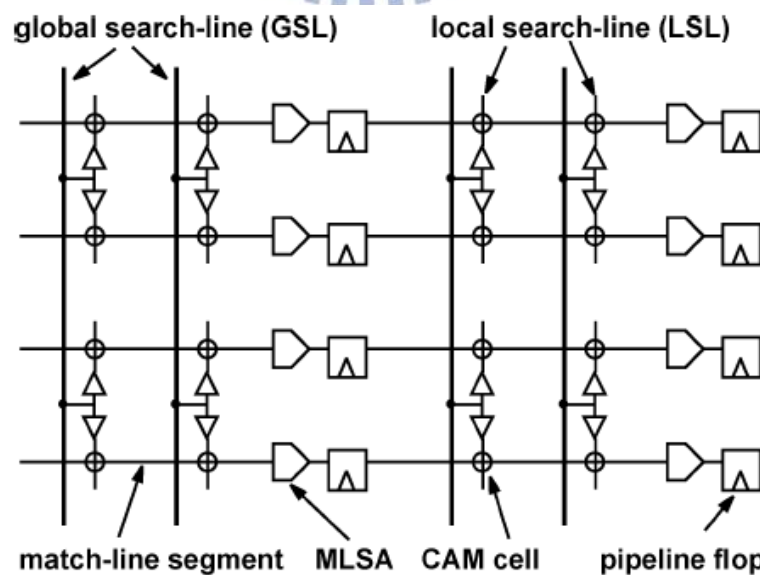 global search-line (GSL)
local search-line (LSL)
match-line segment
MLSA
CAM cell
pipeline flop